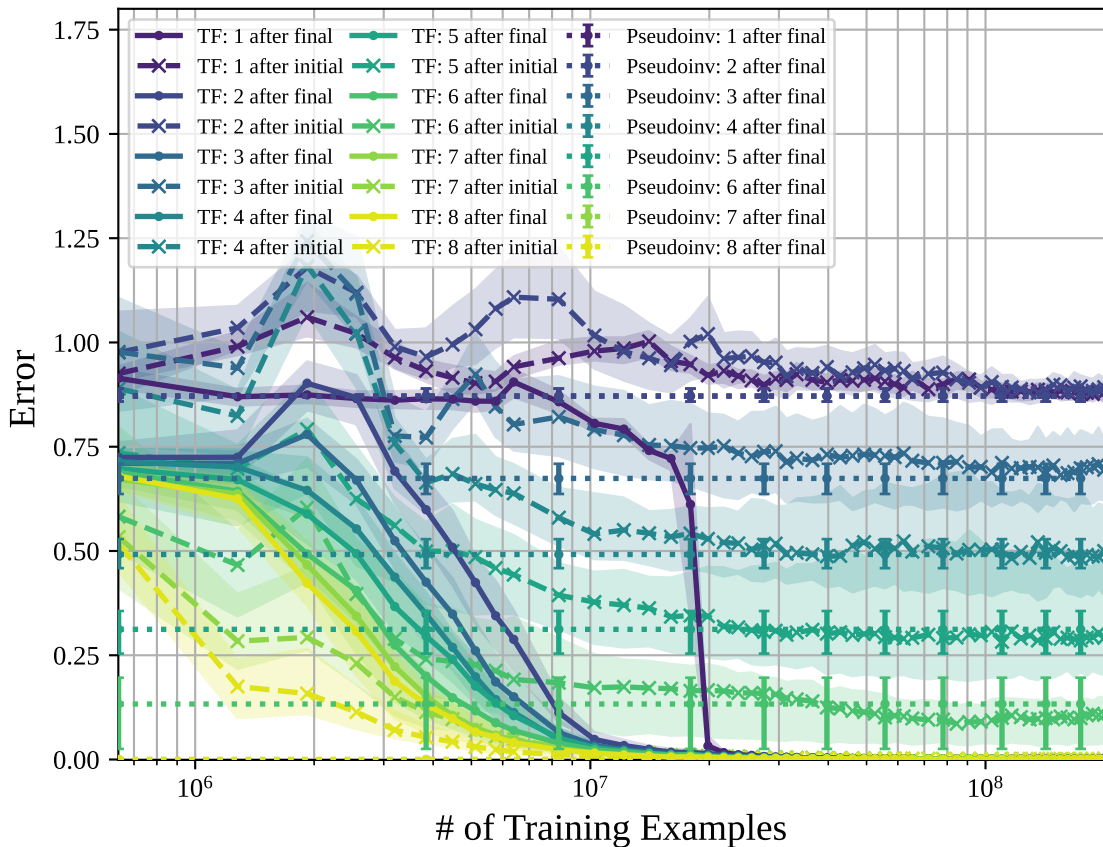 1.75
1.50
1.25
1.00
0.75
0.50
0.25
0.00
Error
TF: 1 after final
TF: 1 after initial
TF: 2 after final
TF: 2 after initial
TF: 3 after final
TF: 3 after initial
TF: 4 after final
TF: 4 after initial
TF: 5 after final
TF: 5 after initial
TF: 6 after final
TF: 6 after initial
TF: 7 after final
TF: 7 after initial
TF: 8 after final
TF: 8 after initial
Pseudoinv: 1 after final
Pseudoinv: 2 after final
Pseudoinv: 3 after final
Pseudoinv: 4 after final
Pseudoinv: 5 after final
Pseudoinv: 6 after final
Pseudoinv: 7 after final
Pseudoinv: 8 after final
10⁶ 10⁷ 10⁸
# of Training Examples